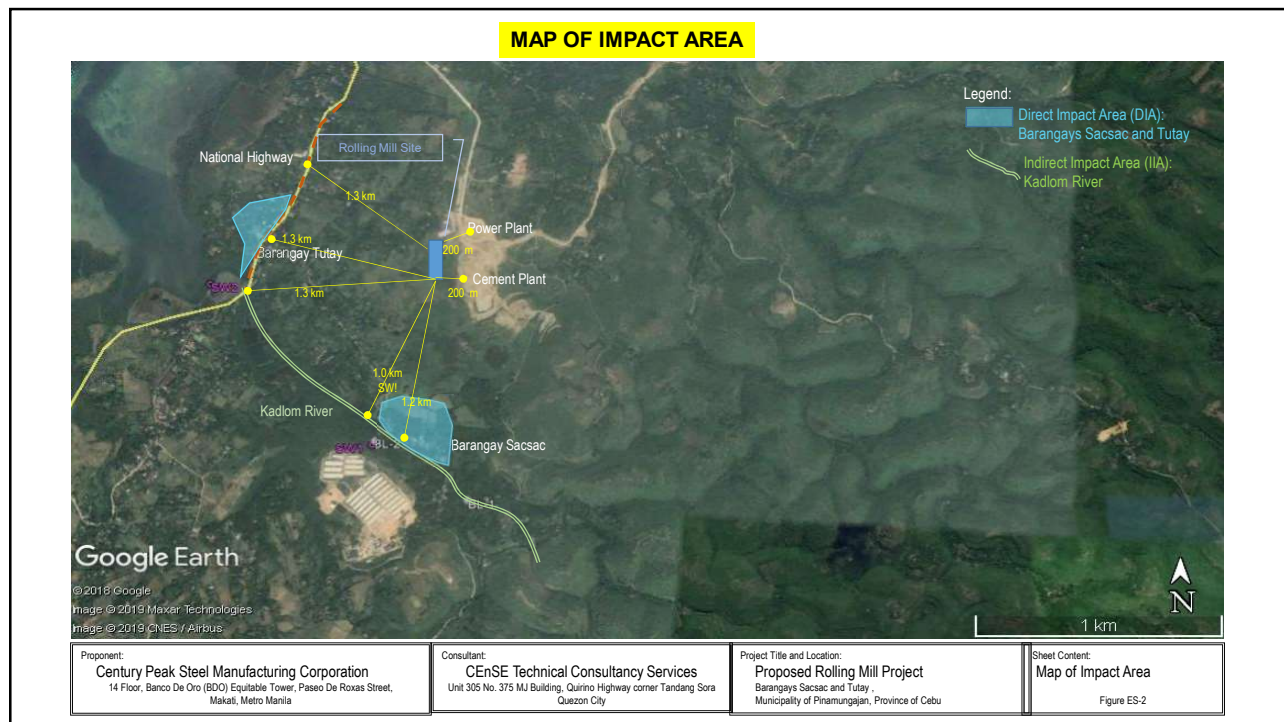 MAP OF IMPACT AREA
Legend:
Direct Impact Area (DIA):
Barangays Sacsac and Tutay
Indirect Impact Area (IIA):
Kadlom River
National Highway
Rolling Mill Site
1.3 km
Power Plant
1.3 km
Barangay Tutay
200 m
Cement Plant
1.3 km
200 m
1.0 km
SW!
1.2 km
Kadlom River
Barangay Sacsac
BL-2
BL-1
Google Earth
©2018 Google
Image © 2019 Maxar Technologies
Image © 2019 CNES / Airbus
N
1 km
Proponent:
Century Peak Steel Manufacturing Corporation
14 Floor, Banco De Oro (BDO) Equitable Tower, Paseo De Roxas Street,
Makati, Metro Manila
Consultant:
CEnSE Technical Consultancy Services
Unit 305 No. 375 MJ Building, Quirino Highway corner Tandang Sora
Quezon City
Project Title and Location:
Proposed Rolling Mill Project
Barangays Sacsac and Tutay ,
Municipality of Pinamungajan, Province of Cebu
Sheet Content:
Map of Impact Area
Figure ES-2